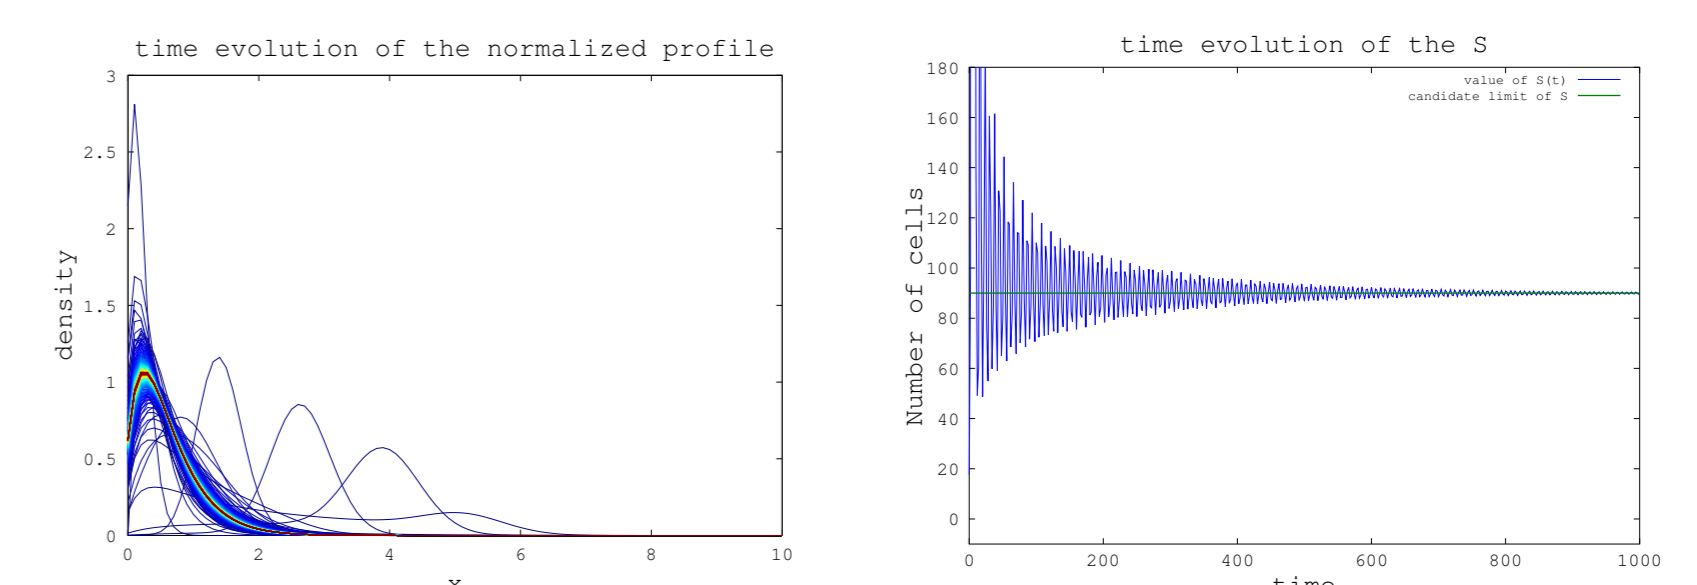 time evolution of the normalized profile
3
2.5
2
1.5
1
0.5
0
density
0 2 4 6 8 10
x
time evolution of the S
value of S(t)
candidate limit of S
180
160
140
120
100
80
60
40
20
0
Number of cells
0 200 400 600 800 1000
time